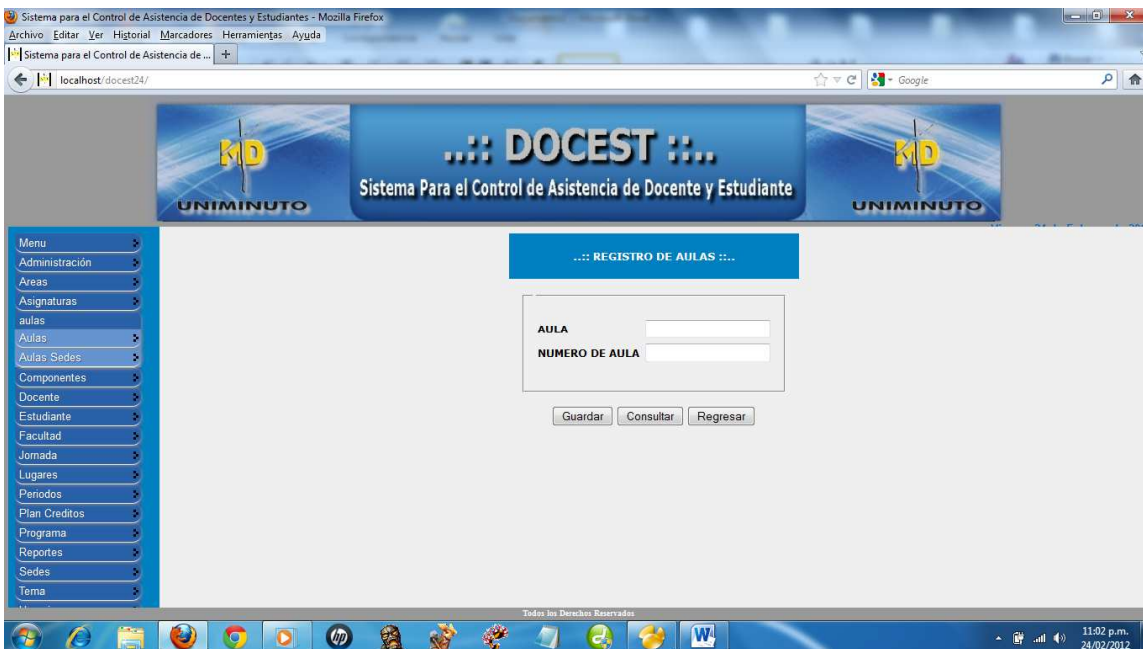 Sistema para el Control de Asistencia de Docentes y Estudiantes - Mozilla Firefox
Archivo Editar Ver Historial Marcadores Herramientas Ayuda
Sistema para el Control de Asistencia de ... +
localhost/docest24/
Google
MD
UNIMINUTO
..:: DOCEST ::..
Sistema Para el Control de Asistencia de Docente y Estudiante
MD
UNIMINUTO
Menu
Administración
Areas
Asignaturas
aulas
Aulas
Aulas Sedes
Componentes
Docente
Estudiante
Facultad
Jornada
Lugares
Periodos
Plan Creditos
Programa
Reportes
Sedes
Tema
..:: REGISTRO DE AULAS ::..
AULA
NUMERO DE AULA
Guardar Consultar Regresar
Todos los Derechos Reservados
hp
W
11:02 p.m.
24/02/2012